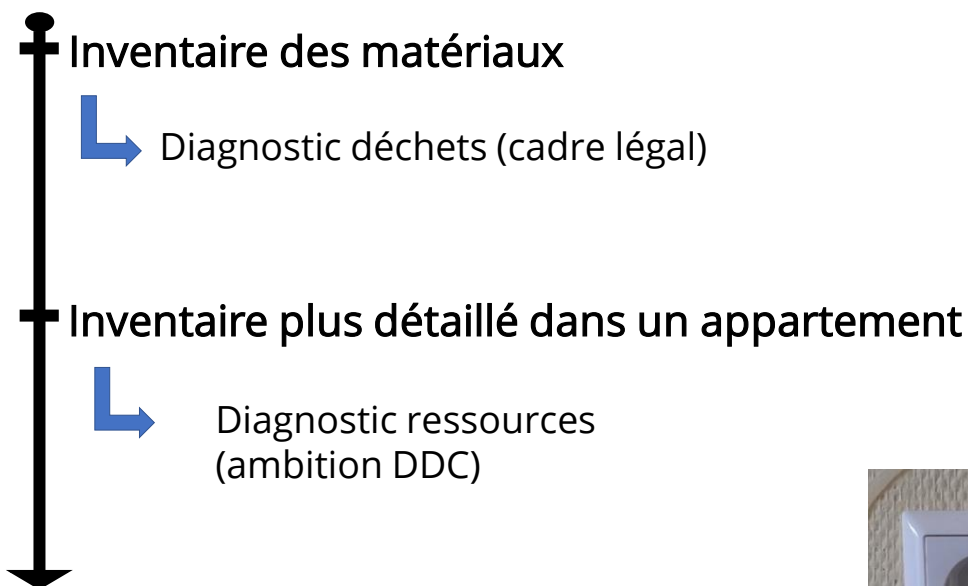 Inventaire des matériaux
Diagnostic déchets (cadre légal)
Inventaire plus détaillé dans un appartement
Diagnostic ressources
(ambition DDC)